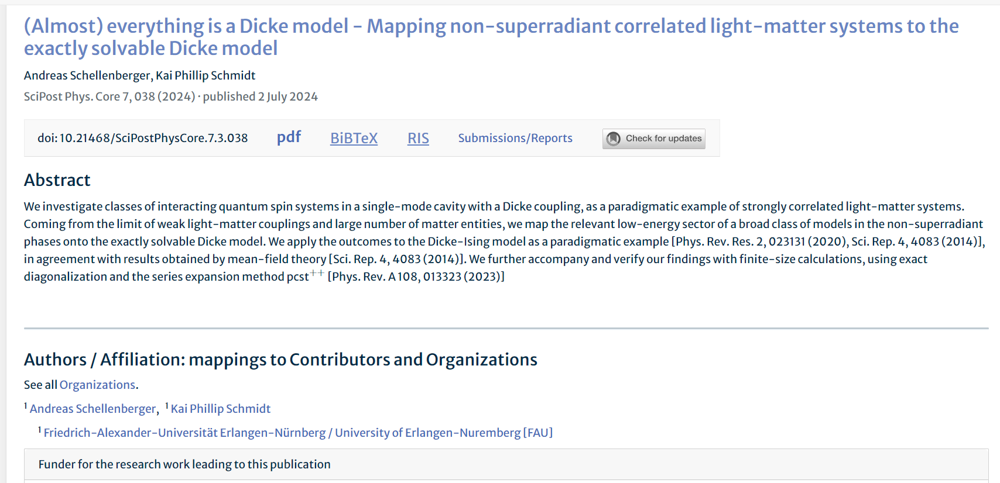 (Almost) everything is a Dicke model - Mapping non-superradiant correlated light-matter systems to the
exactly solvable Dicke model
Andreas Schellenberger, Kai Phillip Schmidt
SciPost Phys. Core 7, 038 (2024) · published 2 July 2024
doi: 10.21468/SciPostPhysCore.7.3.038 pdf BiBTeX RIS Submissions/Reports Check for updates
Abstract
We investigate classes of interacting quantum spin systems in a single-mode cavity with a Dicke coupling, as a paradigmatic example of strongly correlated light-matter systems.
Coming from the limit of weak light-matter couplings and large number of matter entities, we map the relevant low-energy sector of a broad class of models in the non-superradiant
phases onto the exactly solvable Dicke model. We apply the outcomes to the Dicke-Ising model as a paradigmatic example [Phys. Rev. Res. 2, 023131 (2020), Sci. Rep. 4, 4083 (2014)],
in agreement with results obtained by mean-field theory [Sci. Rep. 4, 4083 (2014)]. We further accompany and verify our findings with finite-size calculations, using exact
diagonalization and the series expansion method pcst++ [Phys. Rev. A 108, 013323 (2023)]
Authors / Affiliation: mappings to Contributors and Organizations
See all Organizations.
1 Andreas Schellenberger, 1 Kai Phillip Schmidt
1 Friedrich-Alexander-Universität Erlangen-Nürnberg / University of Erlangen-Nuremberg [FAU]
Funder for the research work leading to this publication